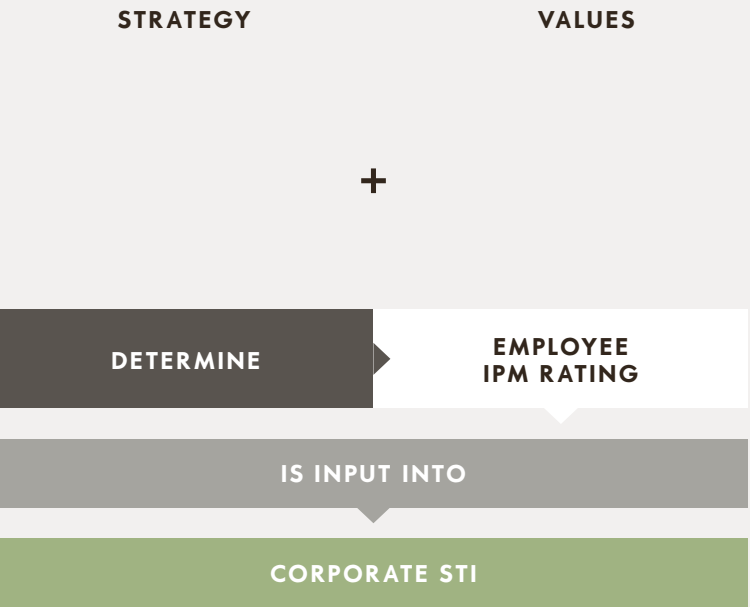 STRATEGY
VALUES
+
DETERMINE
EMPLOYEE
IPM RATING
IS INPUT INTO
CORPORATE STI